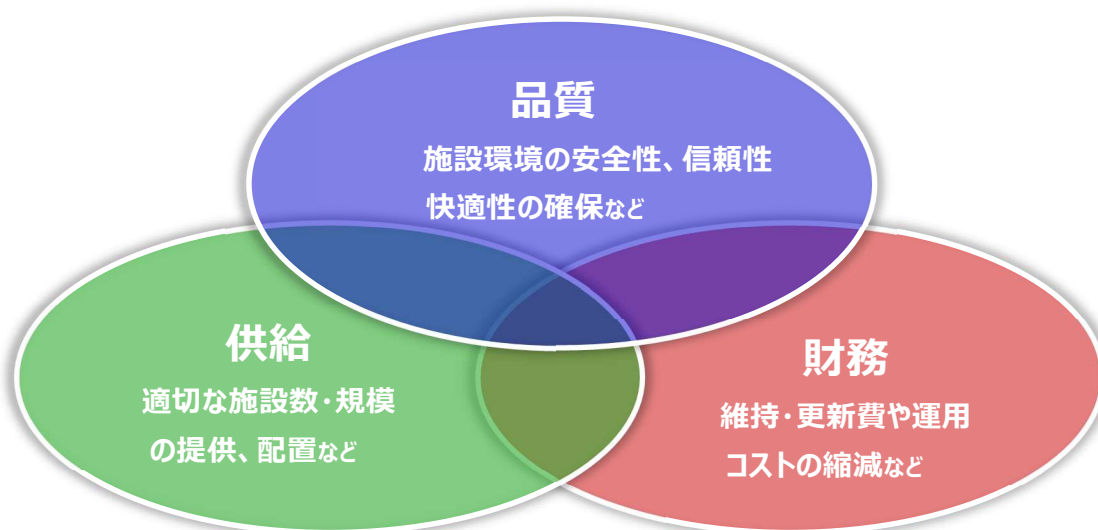 品質
施設環境の安全性、信頼性
快適性の確保など
供給
適切な施設数・規模
の提供、配置など
財務
維持・更新費や運用
コストの縮減など